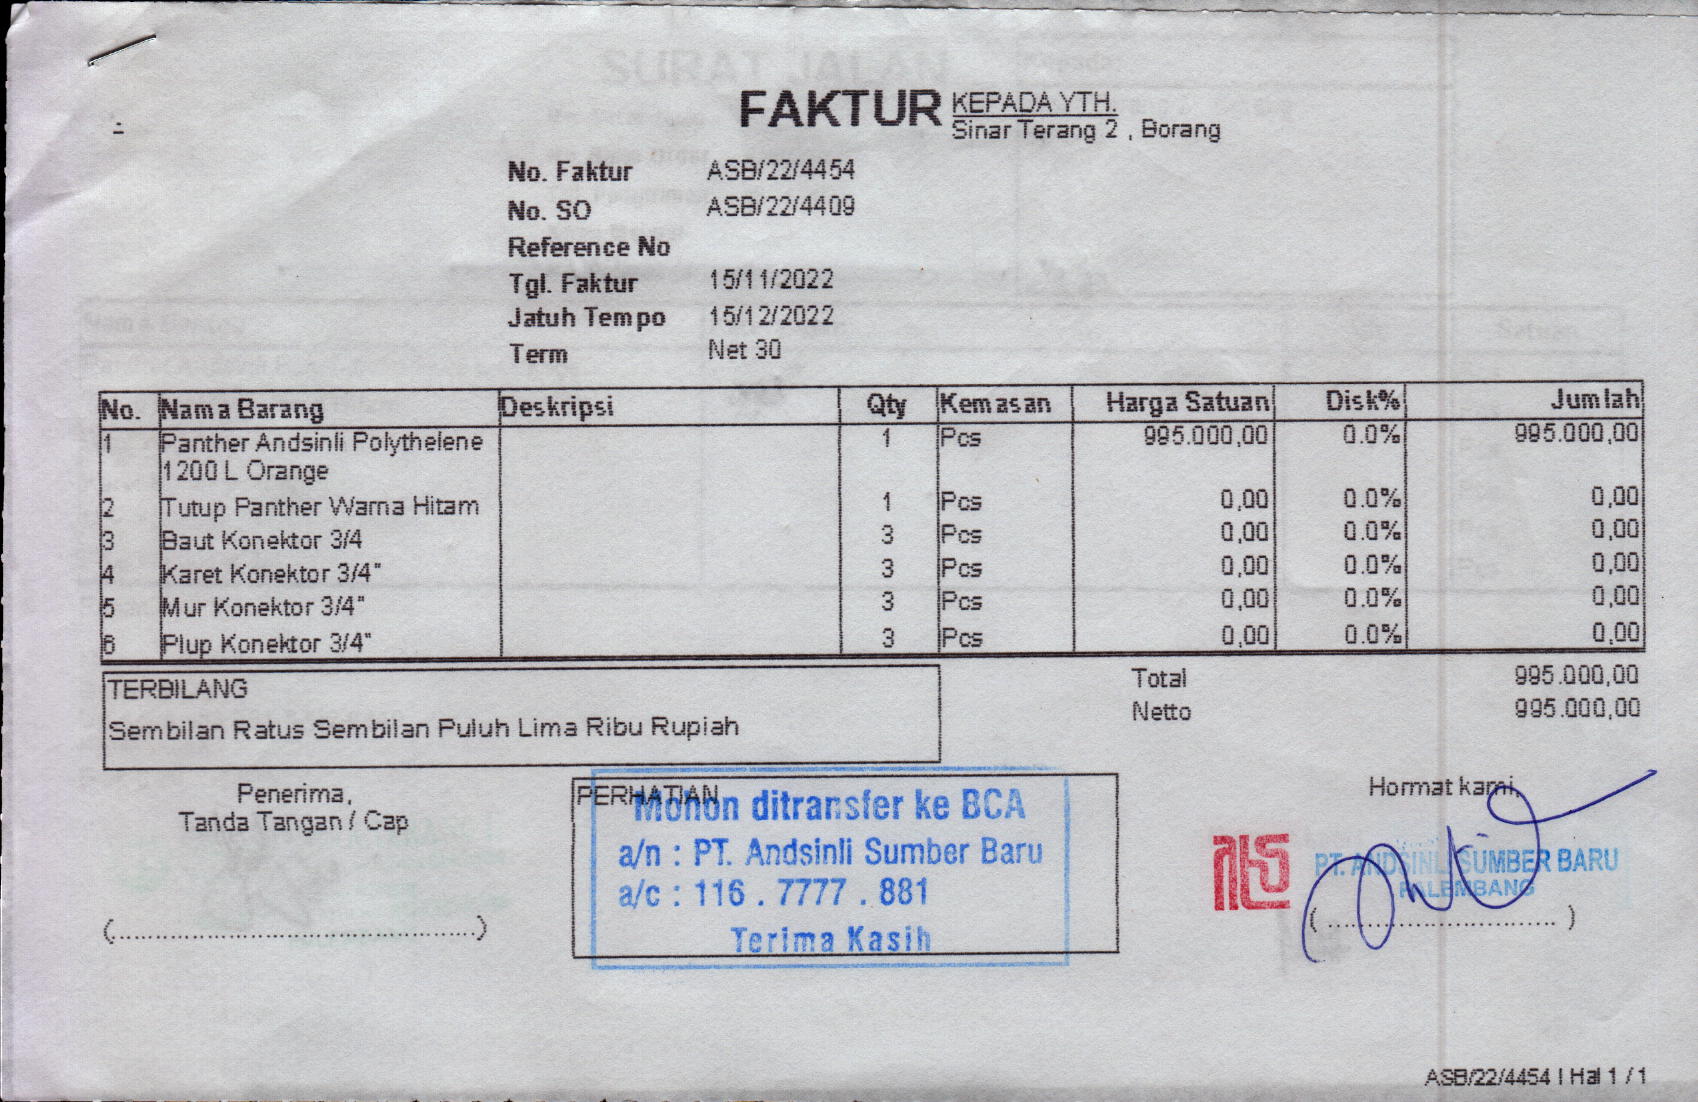 FAKTUR
KEPADA YTH.
Sinar Terang 2 , Borang
No. Faktur ASB/22/4454
No. SO ASB/22/4409
Reference No
Tgl. Faktur 15/11/2022
Jatuh Tempo 15/12/2022
Term Net 30
No. Nama Barang Deskripsi Qty Kemasan Harga Satuan Disk% Jumlah
1 Panther Andsinli Polythelene 1 Pcs 995.000,00 0.0% 995.000,00
1200 L Orange
2 Tutup Panther Warna Hitam 1 Pcs 0,00 0.0% 0,00
3 Baut Konektor 3/4 3 Pcs 0,00 0.0% 0,00
4 Karet Konektor 3/4" 3 Pcs 0,00 0.0% 0,00
5 Mur Konektor 3/4" 3 Pcs 0,00 0.0% 0,00
6 Plup Konektor 3/4" 3 Pcs 0,00 0.0% 0,00
TERBILANG
Sembilan Ratus Sembilan Puluh Lima Ribu Rupiah
Total 995.000,00
Netto 995.000,00
Penerima,
Tanda Tangan / Cap
(................................................)
PERHATIAN
Mohon ditransfer ke BCA
a/n : PT. Andsinli Sumber Baru
a/c : 116 . 7777 . 881
Terima Kasih
Hormat kami,
PT. ANDSINLI SUMBER BARU
PALEMBANG
(................................)
ASB/22/4454 | Hal 1 / 1